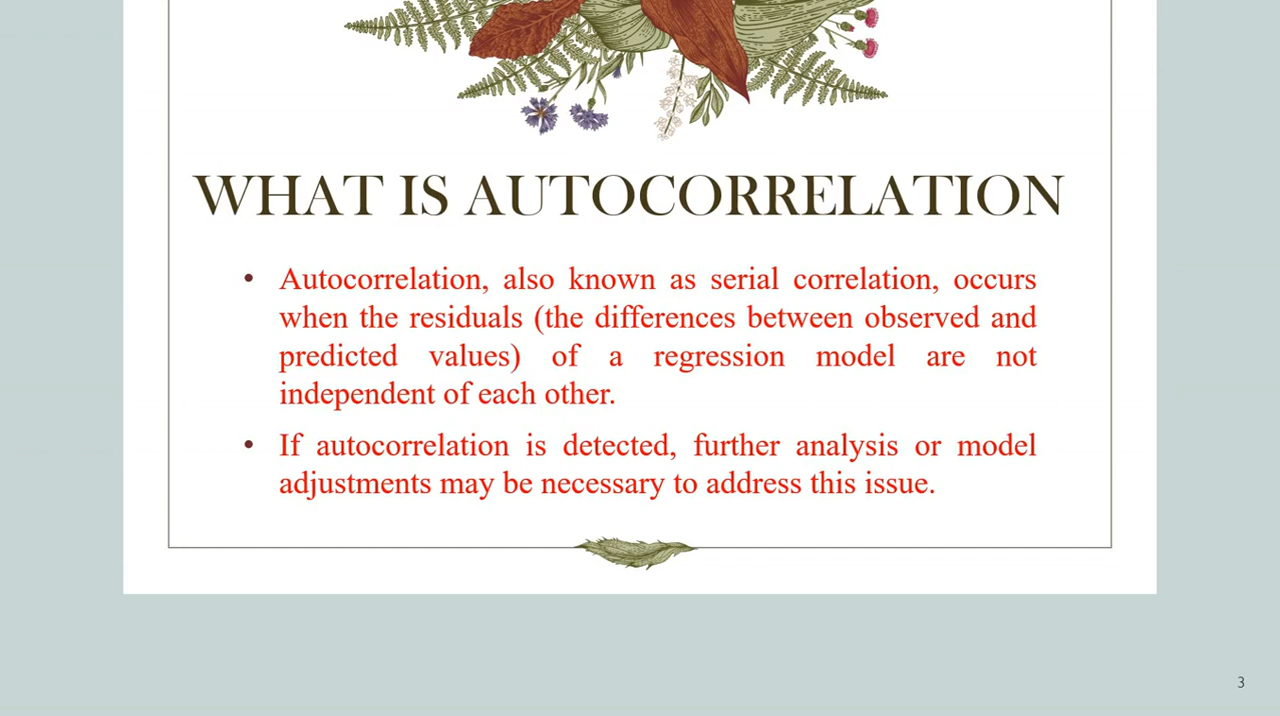 WHAT IS AUTOCORRELATION
• Autocorrelation, also known as serial correlation, occurs
when the residuals (the differences between observed and
predicted values) of a regression model are not
independent of each other.
• If autocorrelation is detected, further analysis or model
adjustments may be necessary to address this issue.
3